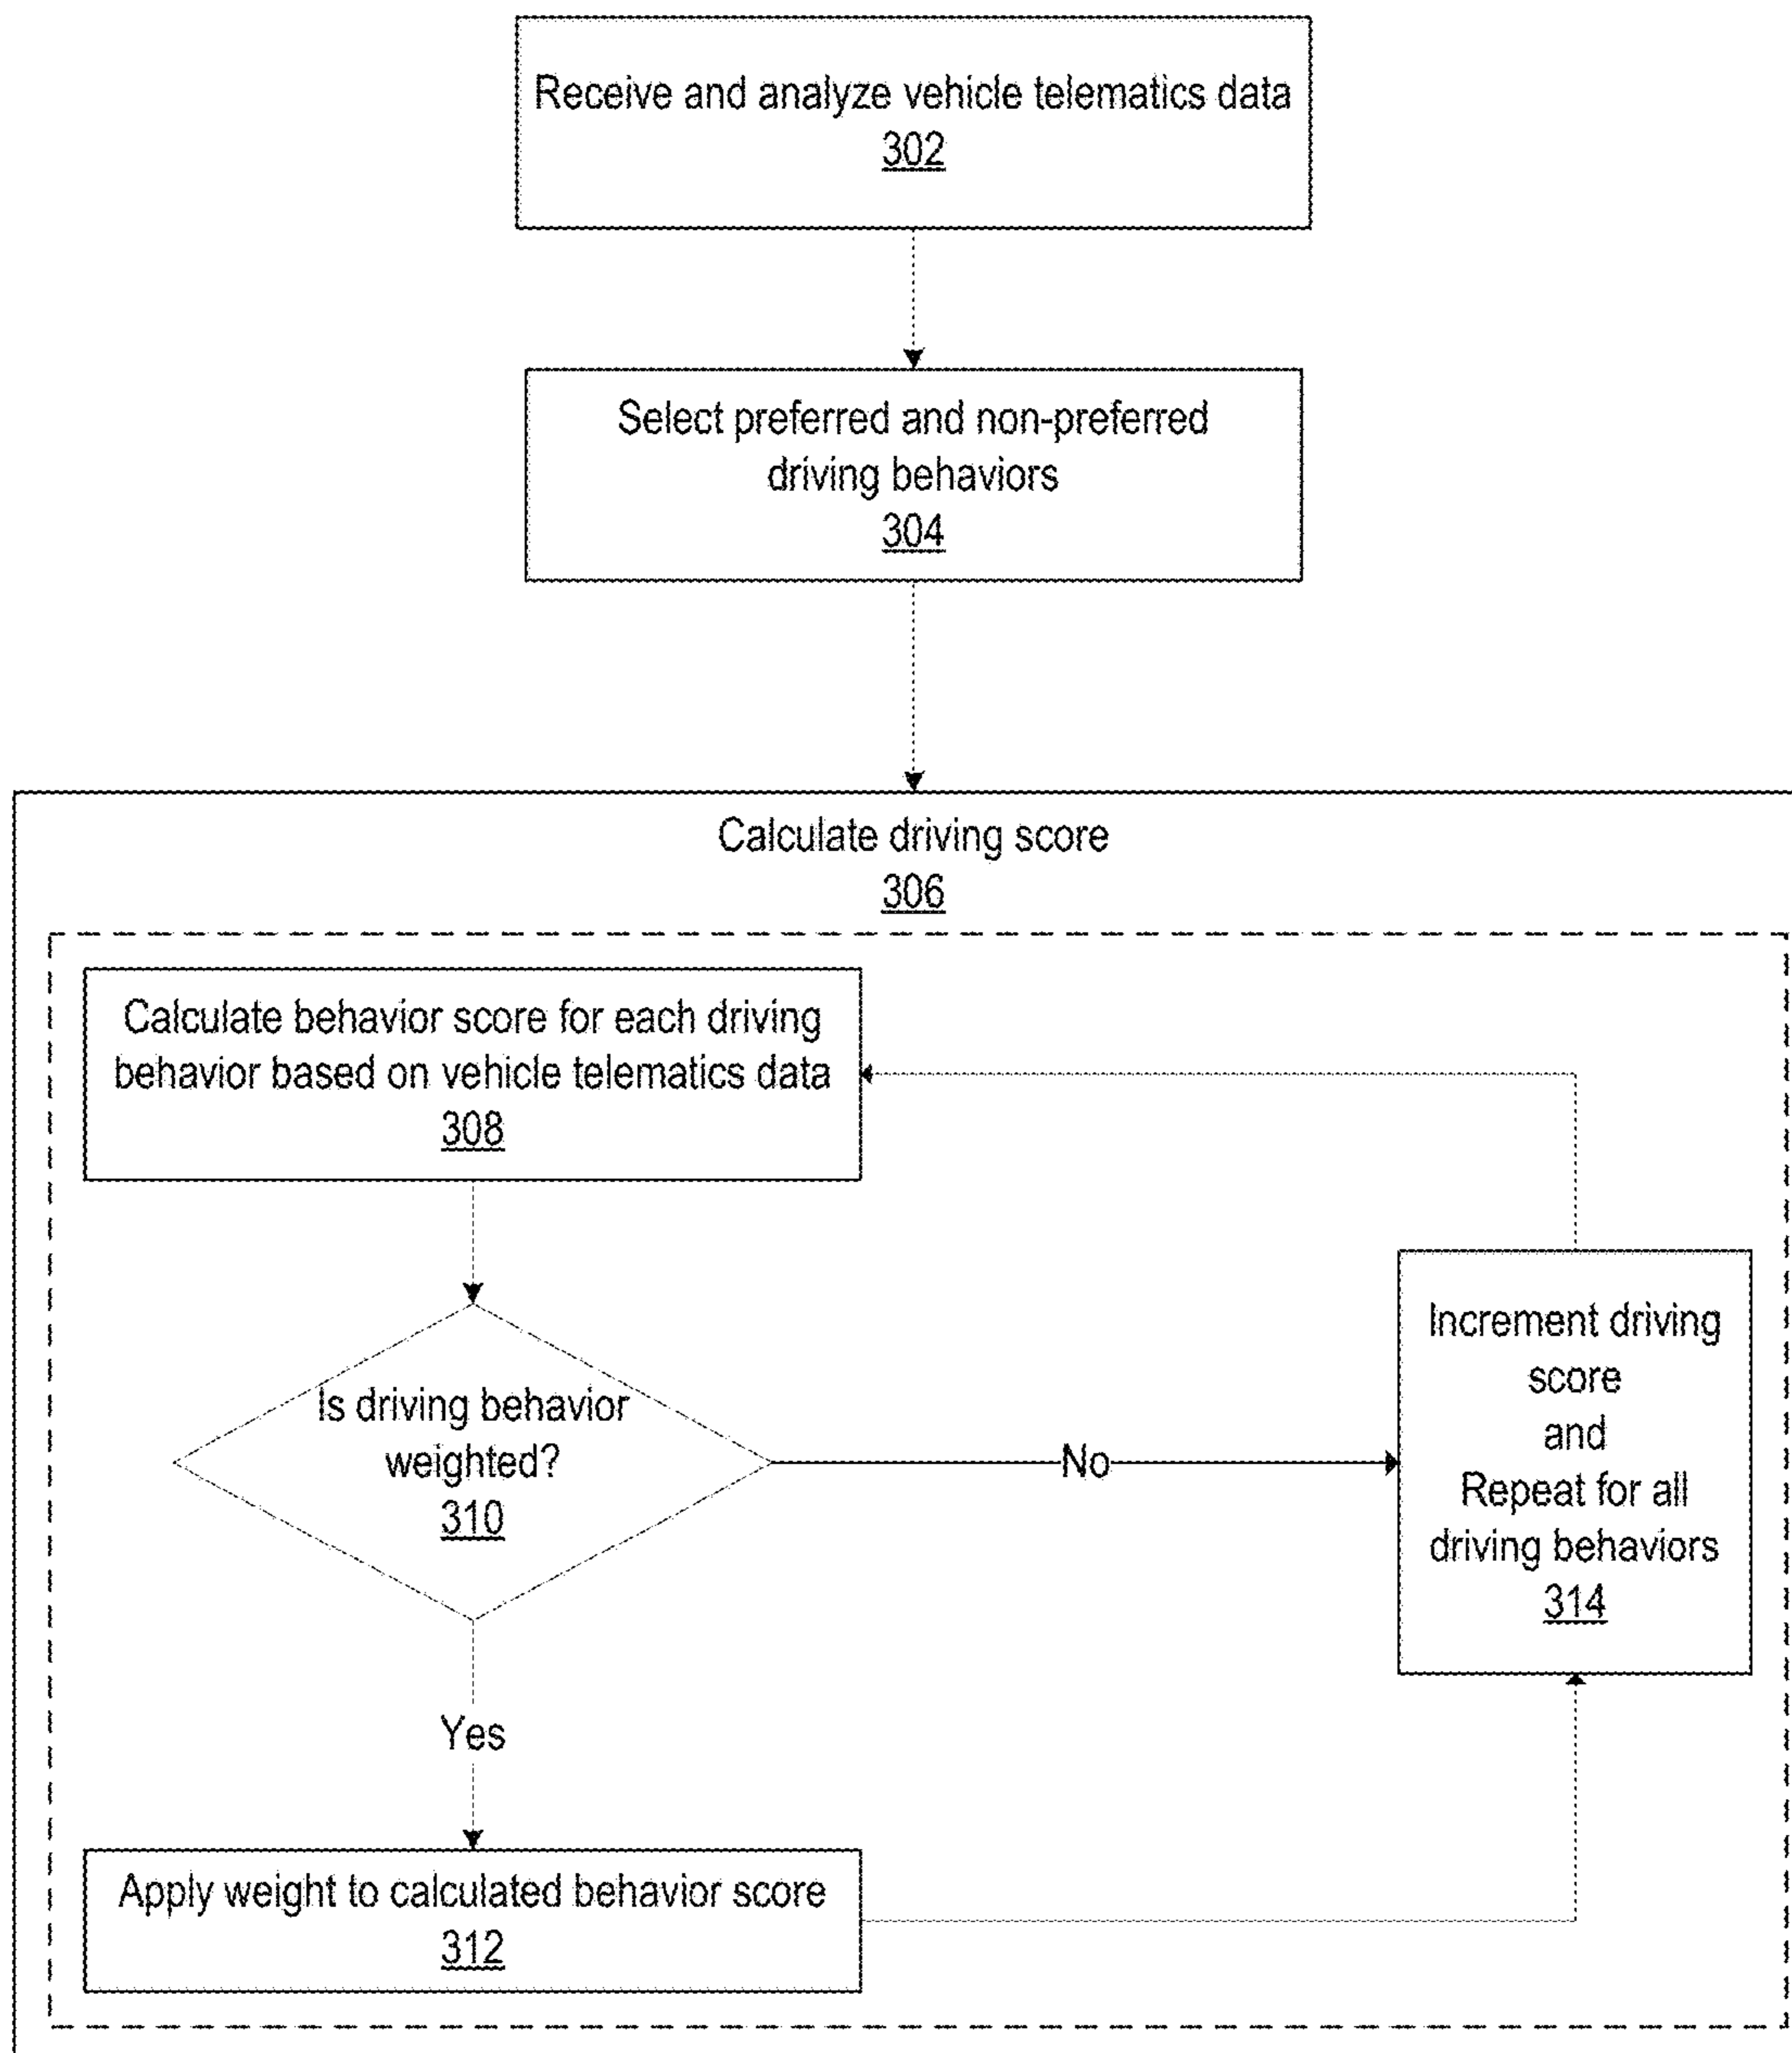 Receive and analyze vehicle telematics data
302
Select preferred and non-preferred
driving behaviors
304
Calculate driving score
306
Calculate behavior score for each driving
behavior based on vehicle telematics data
308
Is driving behavior
weighted?
310
No
Increment driving
score
and
Repeat for all
driving behaviors
314
Yes
Apply weight to calculated behavior score
312